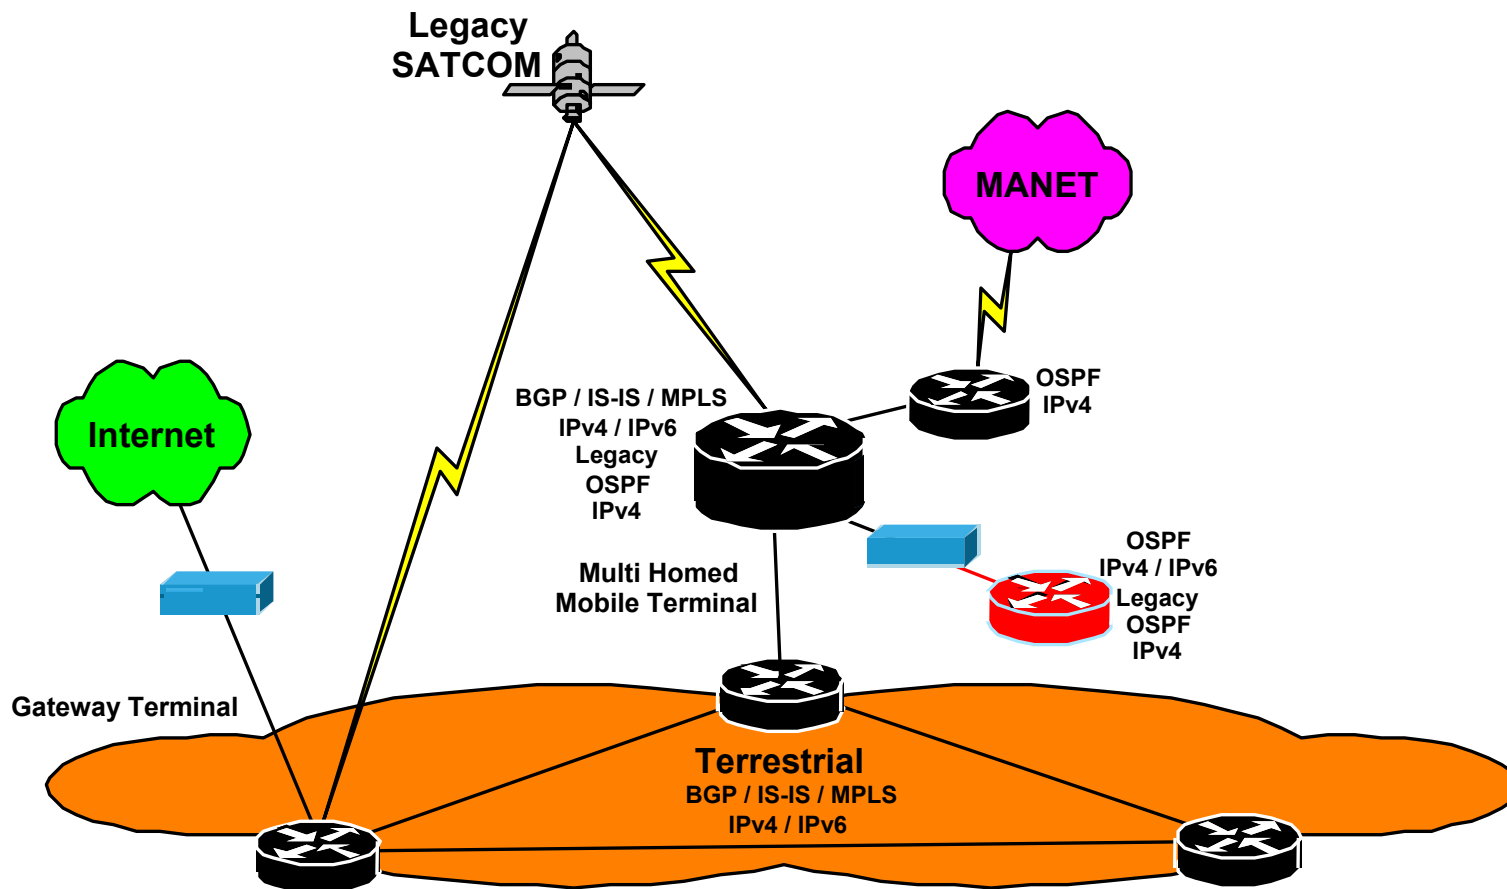 Legacy
SATCOM
MANET
OSPF
IPv4
BGP / IS-IS / MPLS
IPv4 / IPv6
Legacy
OSPF
IPv4
Internet
Multi Homed
Mobile Terminal
OSPF
IPv4 / IPv6
Legacy
OSPF
IPv4
Gateway Terminal
Terrestrial
BGP / IS-IS / MPLS
IPv4 / IPv6